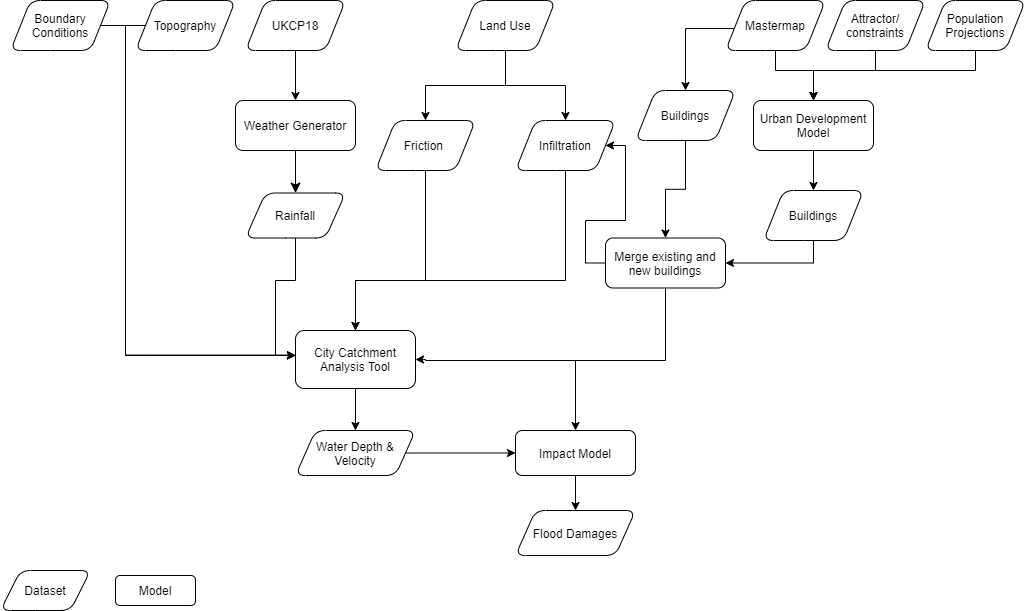 Boundary
Conditions
Topography
UKCP18
Land Use
Mastermap
Attractor/
constraints
Population
Projections
Weather Generator
Friction
Infiltration
Buildings
Urban Development
Model
Rainfall
Buildings
Merge existing and
new buildings
City Catchment
Analysis Tool
Water Depth &
Velocity
Impact Model
Flood Damages
Dataset
Model